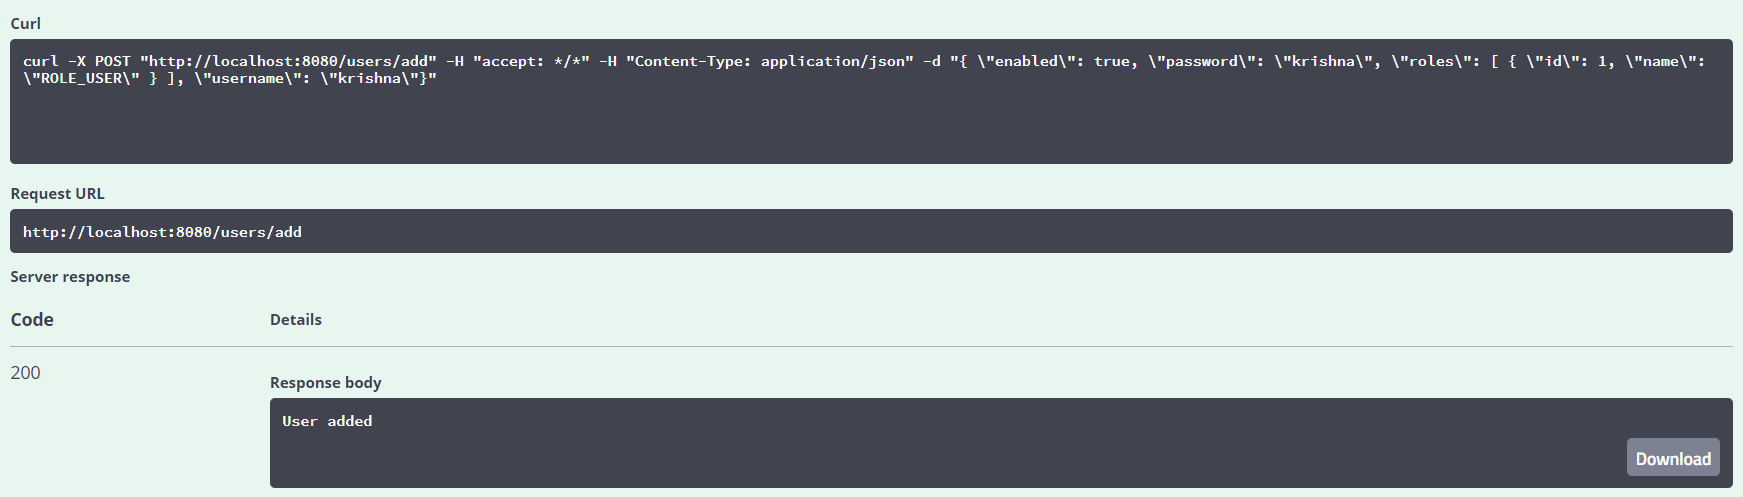 Curl
curl -X POST "http://localhost:8080/users/add" -H "accept: */*" -H "Content-Type: application/json" -d "{ \"enabled\": true, \"password\": \"krishna\", \"roles\": [ { \"id\": 1, \"name\":
\"ROLE_USER\" } ], \"username\": \"krishna\"}"
Request URL
http://localhost:8080/users/add
Server response
Code Details
200
Response body
User added
Download